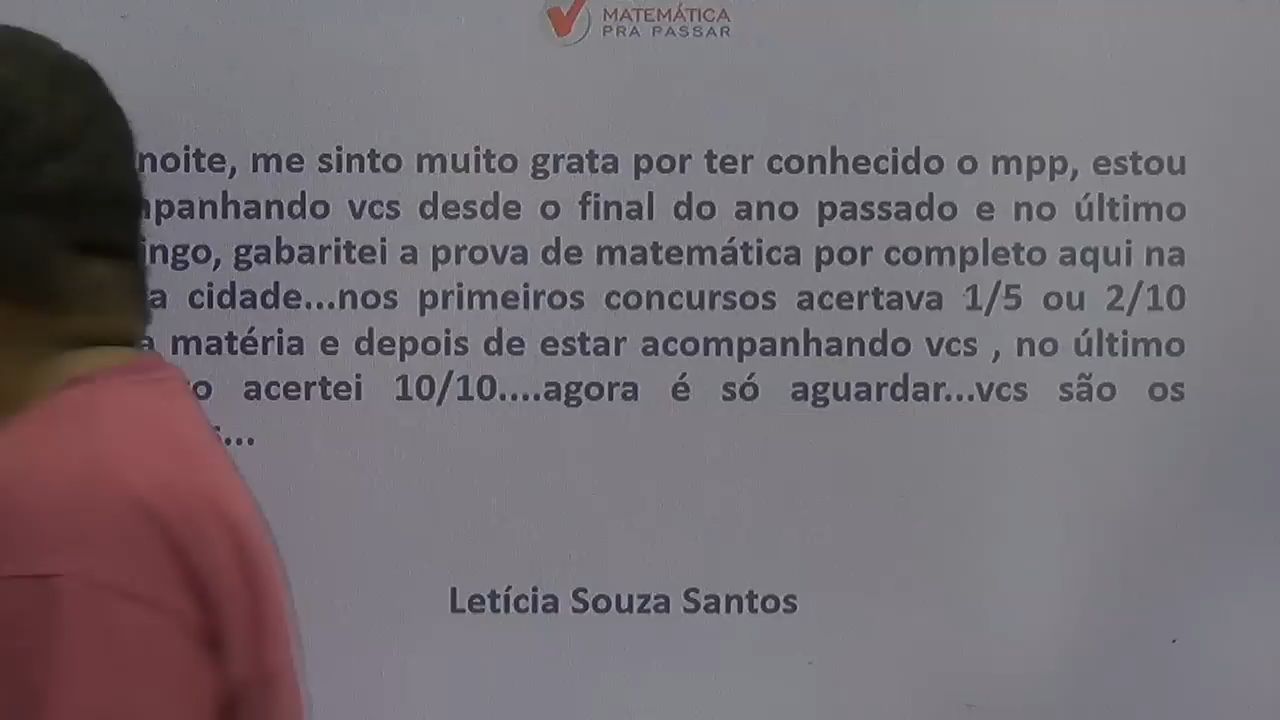 MATEMÁTICA
PRA PASSAR
noite, me sinto muito grata por ter conhecido o mpp, estou
vcs desde o final do ano passado e no último
gabaritei a prova de matemática por completo aqui na
cidade...nos primeiros concursos acertava 1/5 ou 2/10
matéria e depois de estar acompanhando vcs , no último
acertei 10/10....agora é só aguardar...vcs são os
...
Letícia Souza Santos